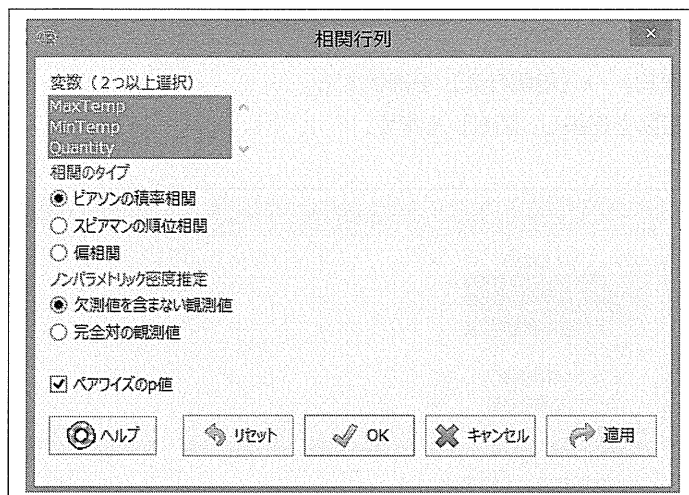 相関行列
変数（2つ以上選択）
MaxTemp
MinTemp
Quantity
相関のタイプ
ピアソンの積率相関
スピアマンの順位相関
偏相関
ノンパラメトリック密度推定
欠測値を含まない観測値
完全対の観測値
ペアワイズのp値
ヘルプ
リセット
OK
キャンセル
適用